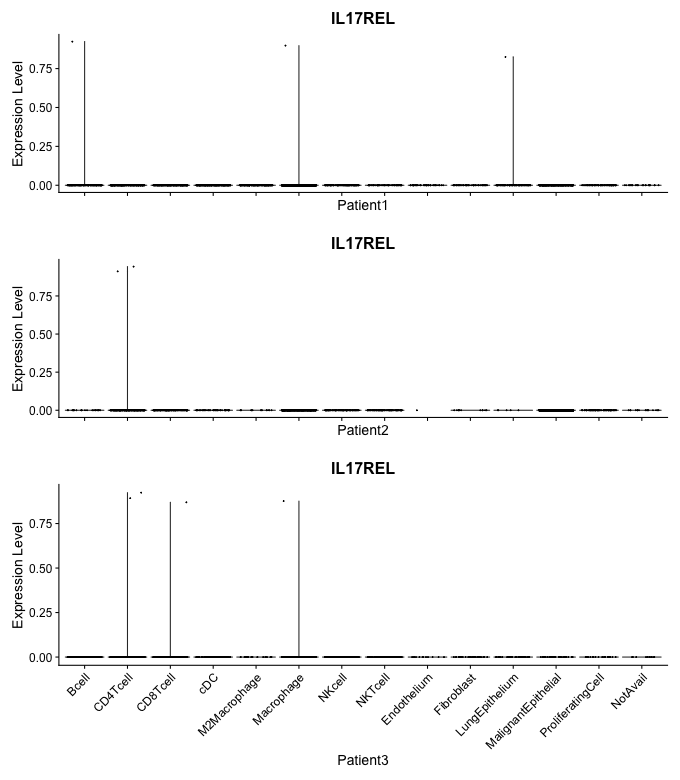 IL17REL
Expression Level
0.75
0.50
0.25
0.00
Patient1
IL17REL
Expression Level
0.75
0.50
0.25
0.00
Patient2
IL17REL
Expression Level
0.75
0.50
0.25
0.00
Bcell
CD4Tcell
CD8Tcell
cDC
M2Macrophage
Macrophage
NKcell
NKTcell
Endothelium
Fibroblast
LungEpithelium
MalignantEpithelial
ProliferatingCell
NotAvail
Patient3